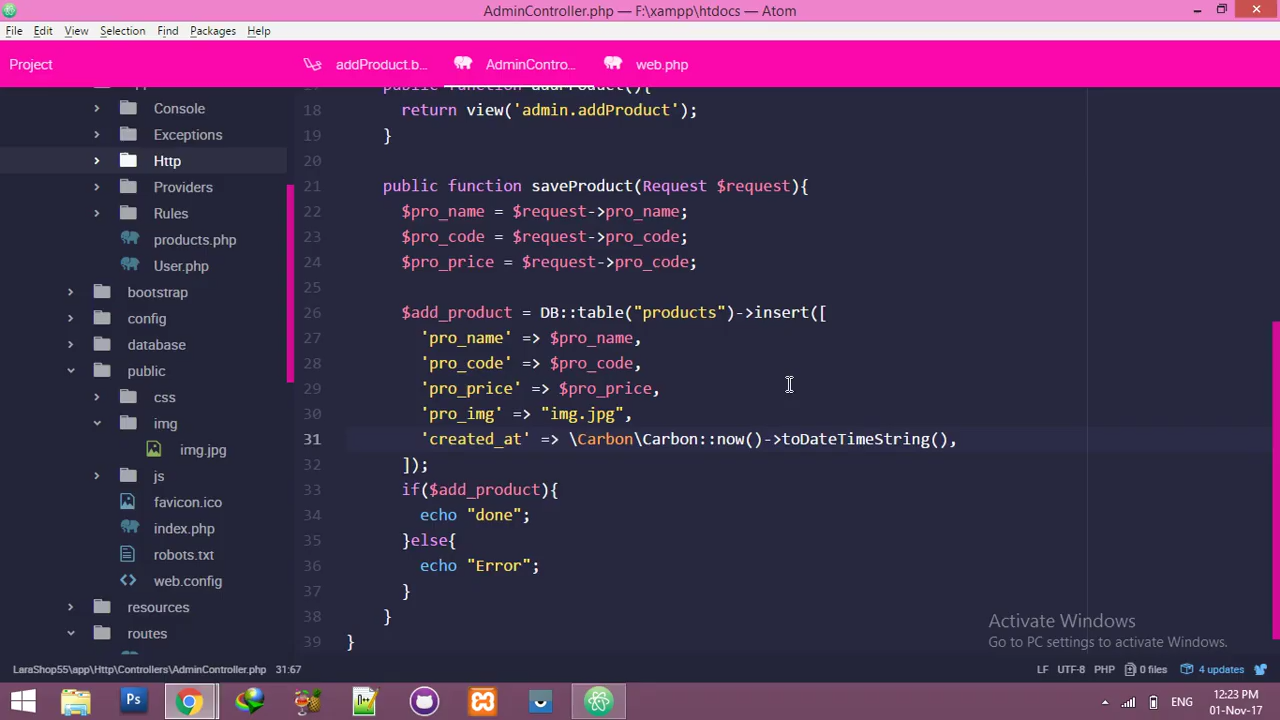 AdminController.php — F:\xampp\htdocs — Atom
File Edit View Selection Find Packages Help
Project
addProduct.b...
AdminContro...
web.php
Console
Exceptions
Http
Providers
Rules
products.php
User.php
bootstrap
config
database
public
css
img
img.jpg
js
favicon.ico
index.php
robots.txt
web.config
resources
routes
public function addProduct(){
18 return view('admin.addProduct');
19 }
20
21 public function saveProduct(Request $request){
22 $pro_name = $request->pro_name;
23 $pro_code = $request->pro_code;
24 $pro_price = $request->pro_code;
25
26 $add_product = DB::table("products")->insert([
27 'pro_name' => $pro_name,
28 'pro_code' => $pro_code,
29 'pro_price' => $pro_price,
30 'pro_img' => "img.jpg",
31 'created_at' => \Carbon\Carbon::now()->toDateTimeString(),
32 ]);
33 if($add_product){
34 echo "done";
35 }else{
36 echo "Error";
37 }
38 }
39 }
Activate Windows
Go to PC settings to activate Windows.
LaraShop55\app\Http\Controllers\AdminController.php 31:67
LF UTF-8 PHP 0 files 4 updates
Ps
ENG
12:23 PM
01-Nov-17